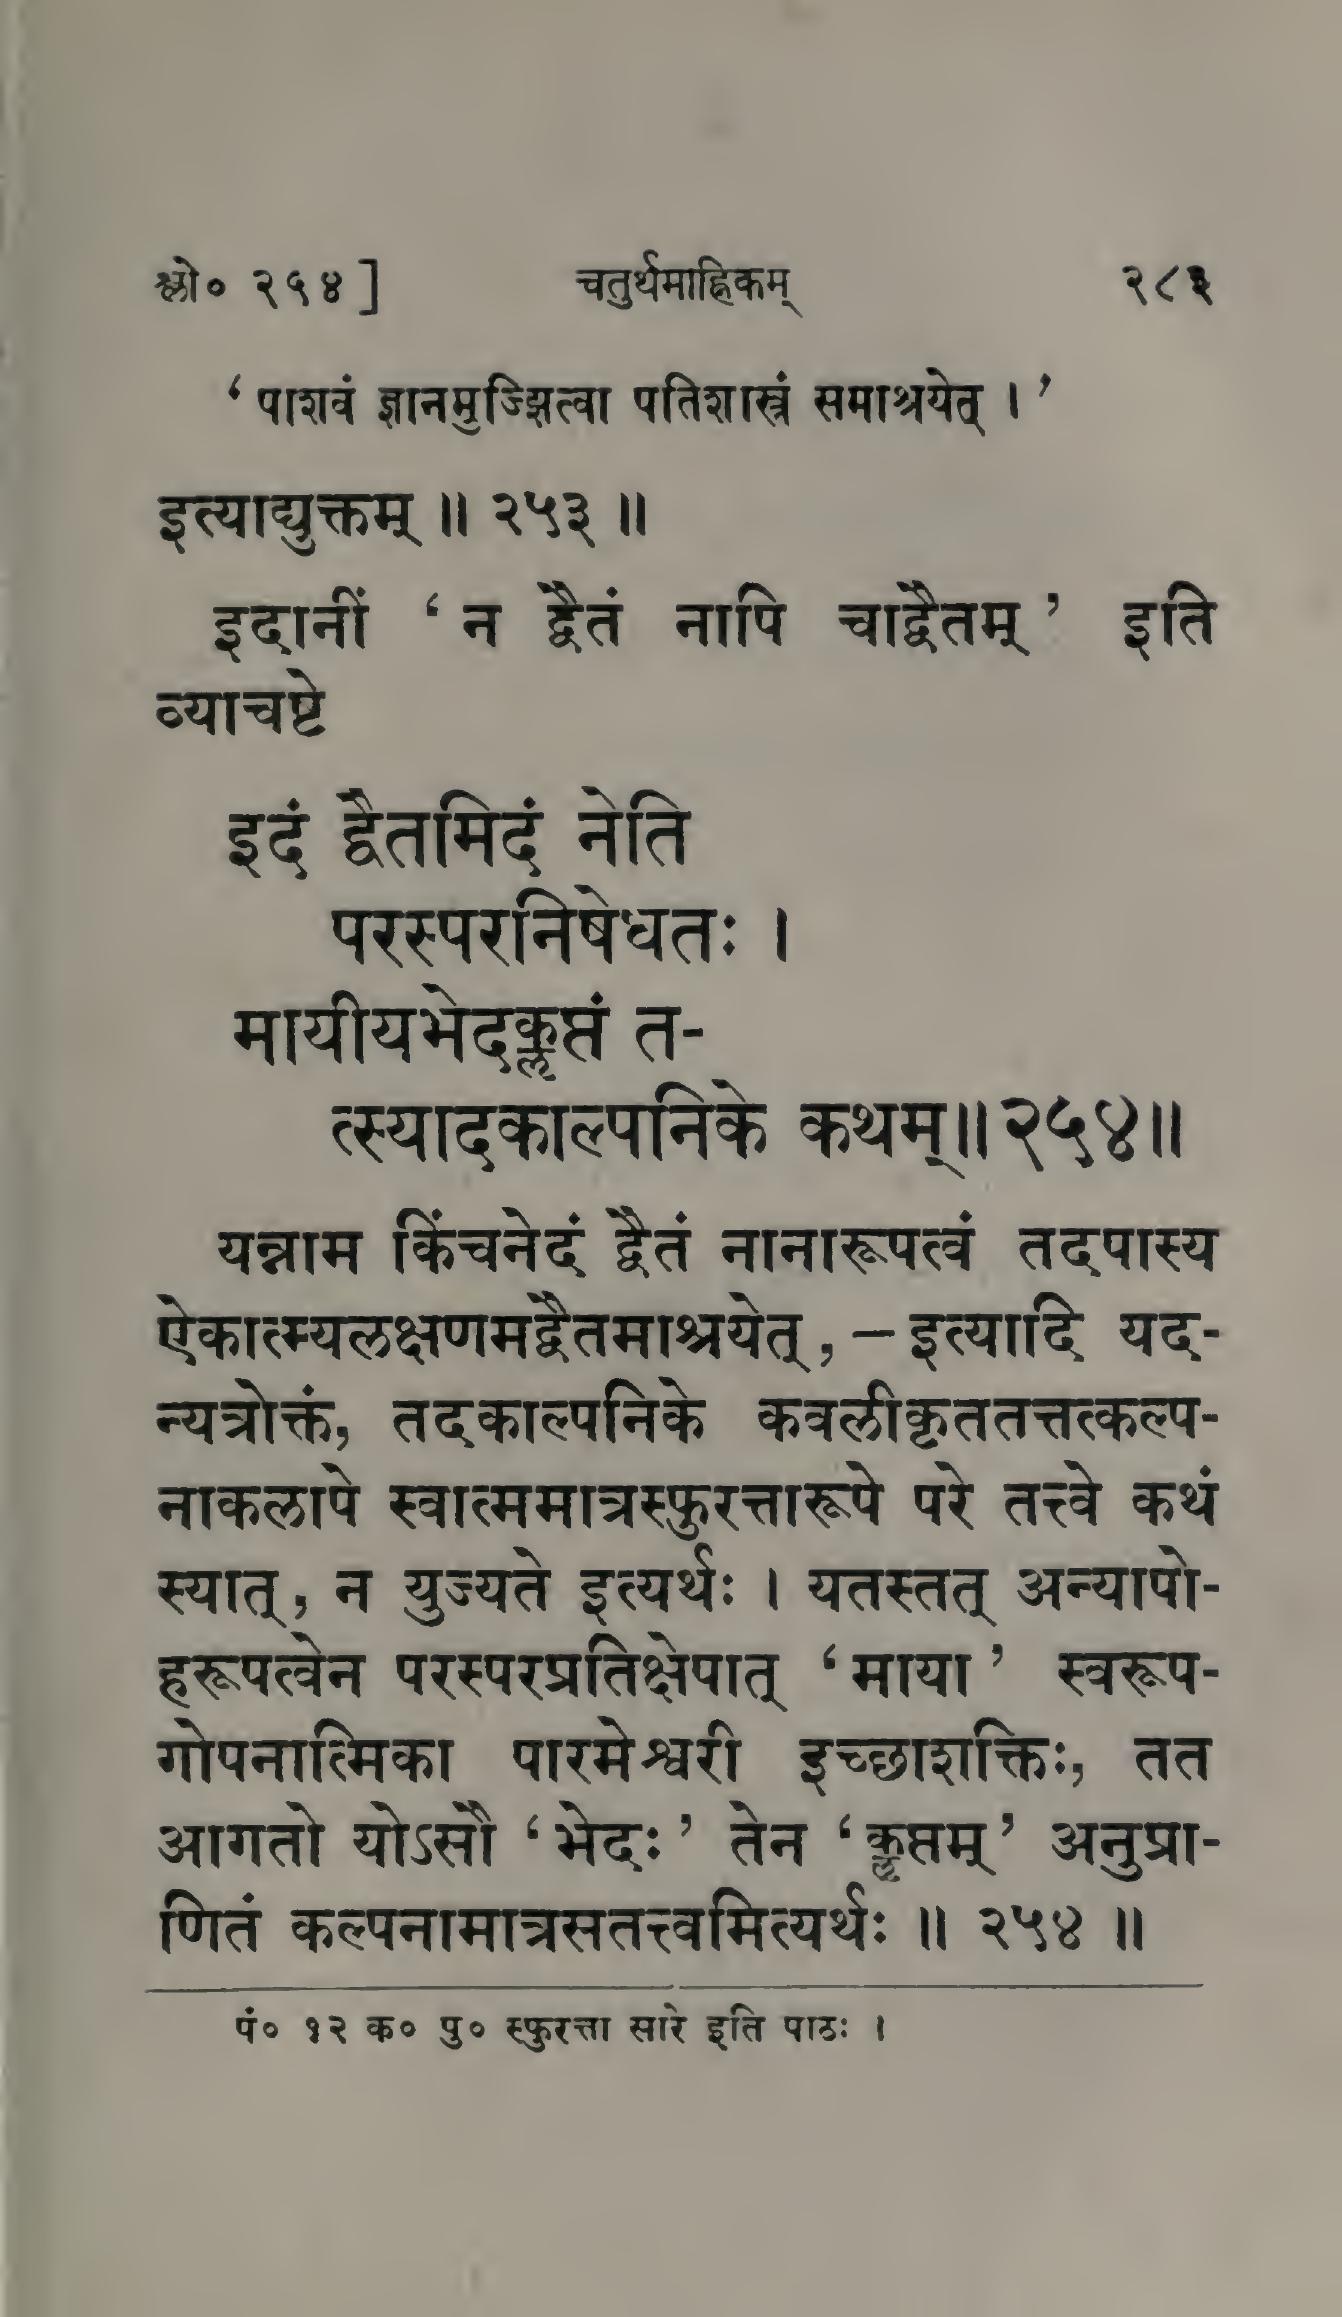 श्लो० २५४]	चतुर्थमाह्निकम्	२८३
‘पाशवं ज्ञानमुज्झित्वा पतिशास्त्रं समाश्रयेत् ।’
इत्याद्युक्तम् ॥ २५३ ॥
इदानीं ‘न द्वैतं नापि चाद्वैतम्’ इति
व्याचष्टे
इदं द्वैतमिदं नेति
परस्परनिषेधतः ।
मायीयभेदक्लृप्तं त-
त्स्यादकाल्पनिके कथम्॥२५४॥
यन्नाम किंचनेदं द्वैतं नानारूपत्वं तदपास्य
ऐकात्म्यलक्षणमद्वैतमाश्रयेत्, – इत्यादि यद-
न्यत्रोक्तं, तदकाल्पनिके कवलीकृततत्तत्कल्प-
नाकलापे स्वात्ममात्रस्फुरत्तारूपे परे तत्त्वे कथं
स्यात्, न युज्यते इत्यर्थः । यतस्तत् अन्यापो-
हरूपत्वेन परस्परप्रतिक्षेपात् ‘माया’ स्वरूप-
गोपनात्मिका पारमेश्वरी इच्छाशक्तिः, तत
आगतो योऽसौ ‘भेदः’ तेन ‘क्लृप्तम्’ अनुप्रा-
णितं कल्पनामात्रसतत्त्वमित्यर्थः ॥ २५४ ॥
पं० १२ क० पु० स्फुरत्ता सारे इति पाठः ।